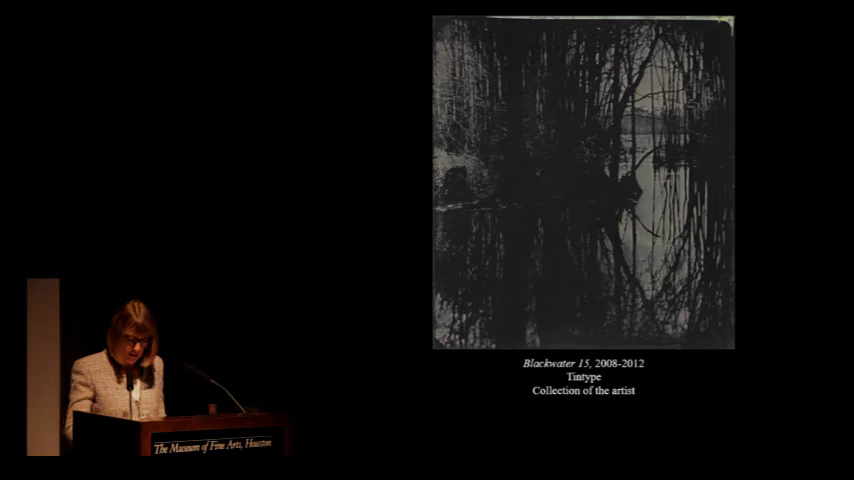 Blackwater 15, 2008-2012
Tintype
Collection of the artist
The Museum of Fine Arts, Houston